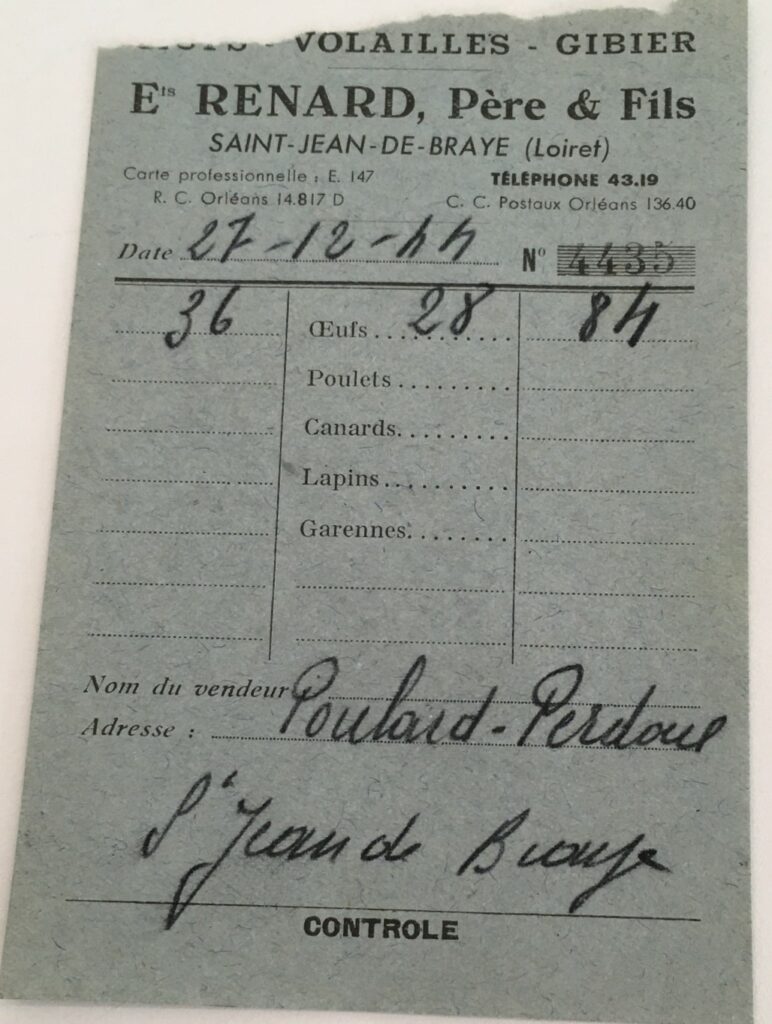 - VOLAILLES - GIBIER
Ets RENARD, Père & Fils
SAINT-JEAN-DE-BRAYE (Loiret)
Carte professionnelle : E. 147 TÉLÉPHONE 43.19
R. C. Orléans 14.817 D C. C. Postaux Orléans 136.40
Date 27-12-44 N° 4435
36 Œufs 28 84
Poulets
Canards
Lapins
Garennes
Nom du vendeur
Adresse : Poulard-
St Jean de Braye
CONTROLE